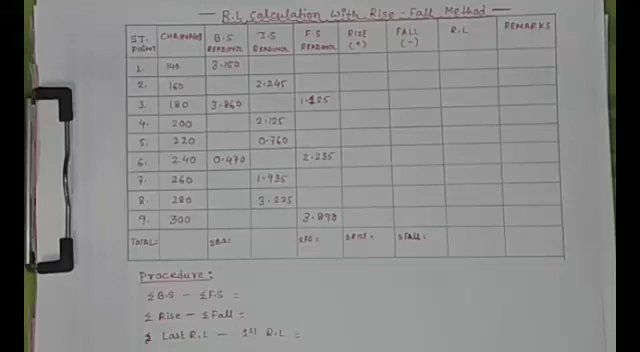 R.L Calculation With Rise - Fall Method
ST. POINT CHAINAGE B.S READING I.S READING F.S READING RISE (+) FALL (-) R.L REMARKS
1. 140 3.150
2. 160 2.245
3. 180 3.860 1.125
4. 200 2.125
5. 220 0.760
6. 240 0.470 2.235
7. 260 1.935
8. 280 3.225
9. 300 3.890
TOTAL= ΣB.S= ΣFS= ΣRISE= ΣFALL=
Procedure:
ΣB.S - ΣF.S =
Σ Rise - ΣFall =
Σ Last R.L - 1st R.L =